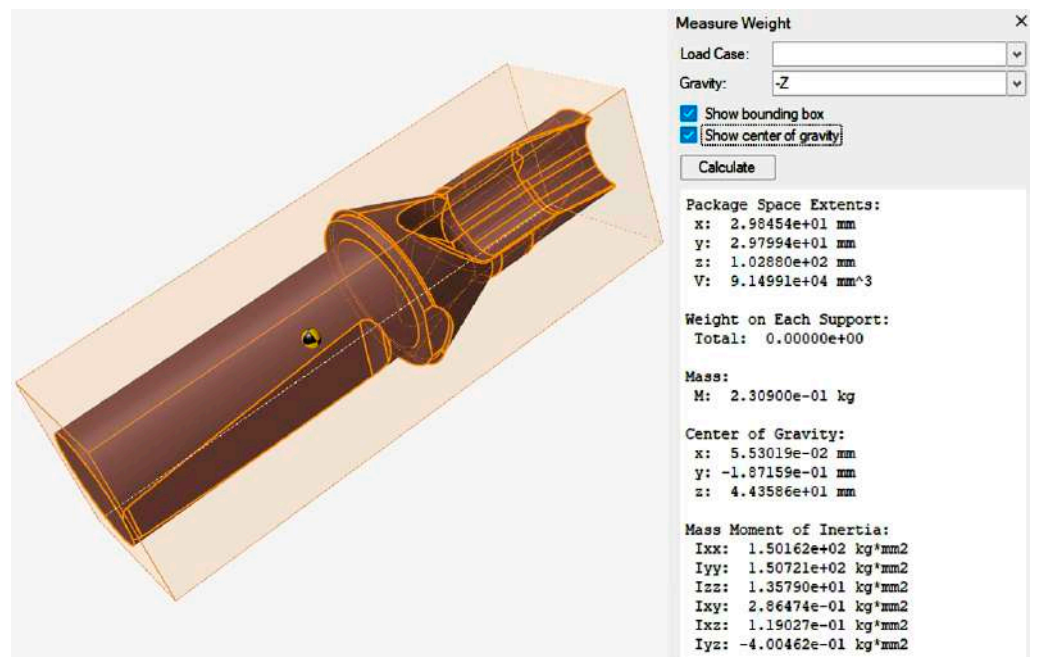 Measure Weight
Load Case:
Gravity: -Z
Show bounding box
Show center of gravity
Calculate
Package Space Extents:
x: 2.98454e+01 mm
y: 2.97994e+01 mm
z: 1.02880e+02 mm
V: 9.14991e+04 mm^3
Weight on Each Support:
Total: 0.00000e+00
Mass:
M: 2.30900e-01 kg
Center of Gravity:
x: 5.53019e-02 mm
y: -1.87159e-01 mm
z: 4.43586e+01 mm
Mass Moment of Inertia:
Ixx: 1.50162e+02 kg*mm2
Iyy: 1.50721e+02 kg*mm2
Izz: 1.35790e+01 kg*mm2
Ixy: 2.86474e-01 kg*mm2
Ixz: 1.19027e-01 kg*mm2
Iyz: -4.00462e-01 kg*mm2